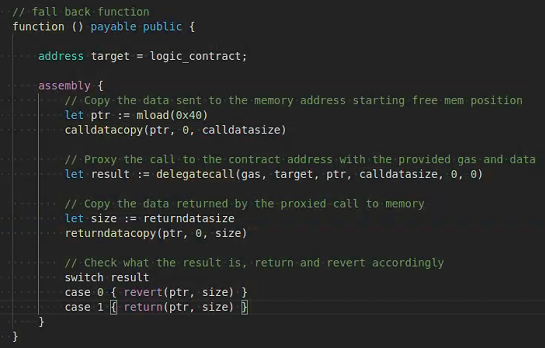 // fall back function
function () payable public {
address target = logic_contract;
assembly {
// Copy the data sent to the memory address starting free mem position
let ptr := mload(0x40)
calldatacopy(ptr, 0, calldatasize)
// Proxy the call to the contract address with the provided gas and data
let result := delegatecall(gas, target, ptr, calldatasize, 0, 0)
// Copy the data returned by the proxied call to memory
let size := returndatasize
returndatacopy(ptr, 0, size)
// Check what the result is, return and revert accordingly
switch result
case 0 { revert(ptr, size) }
case 1 { return(ptr, size) }
}
}